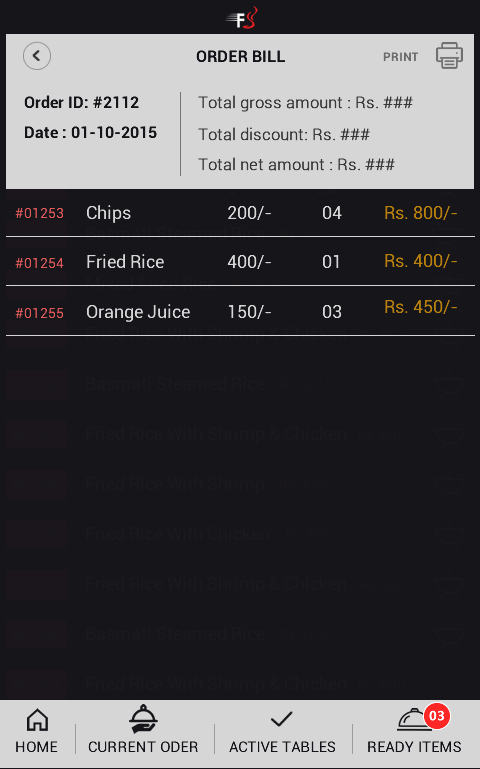 FS
ORDER BILL
PRINT
Order ID: #2112
Date : 01-10-2015
Total gross amount : Rs. ###
Total discount: Rs. ###
Total net amount : Rs. ###
#01253 Chips 200/- 04 Rs. 800/-
#01254 Fried Rice 400/- 01 Rs. 400/-
#01255 Orange Juice 150/- 03 Rs. 450/-
Basmati Steamed Rice
Fried Rice With Shrimp & Chicken
Fried Rice With Shrimp
Fried Rice With Chicken
Fried Rice With Shrimp & Chicken
Basmati Steamed Rice
Fried Rice With Shrimp & Chicken
03
HOME
CURRENT ODER
ACTIVE TABLES
READY ITEMS